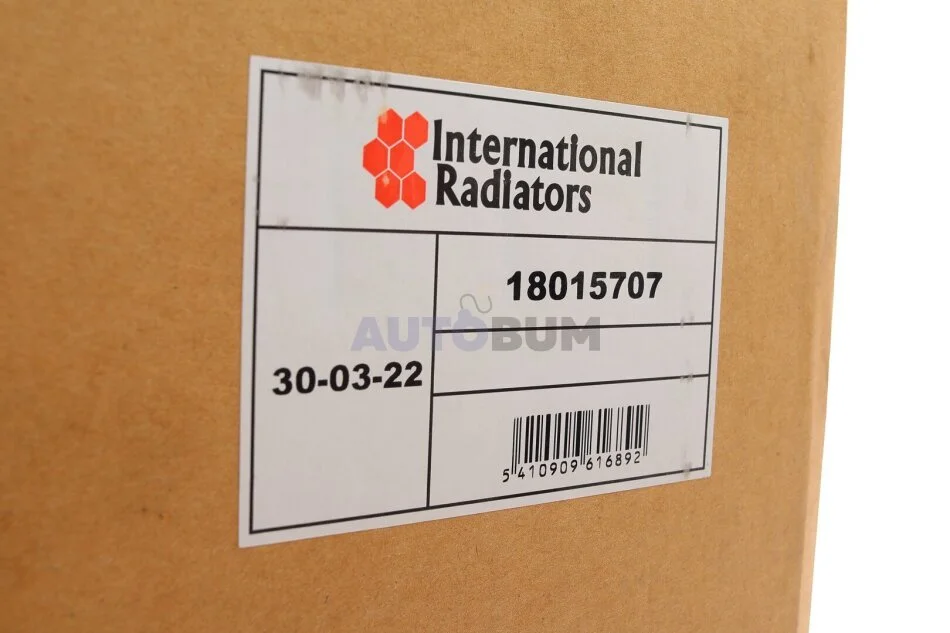 International
Radiators
18015707
AUTOBUM
30-03-22
5 410909 616892